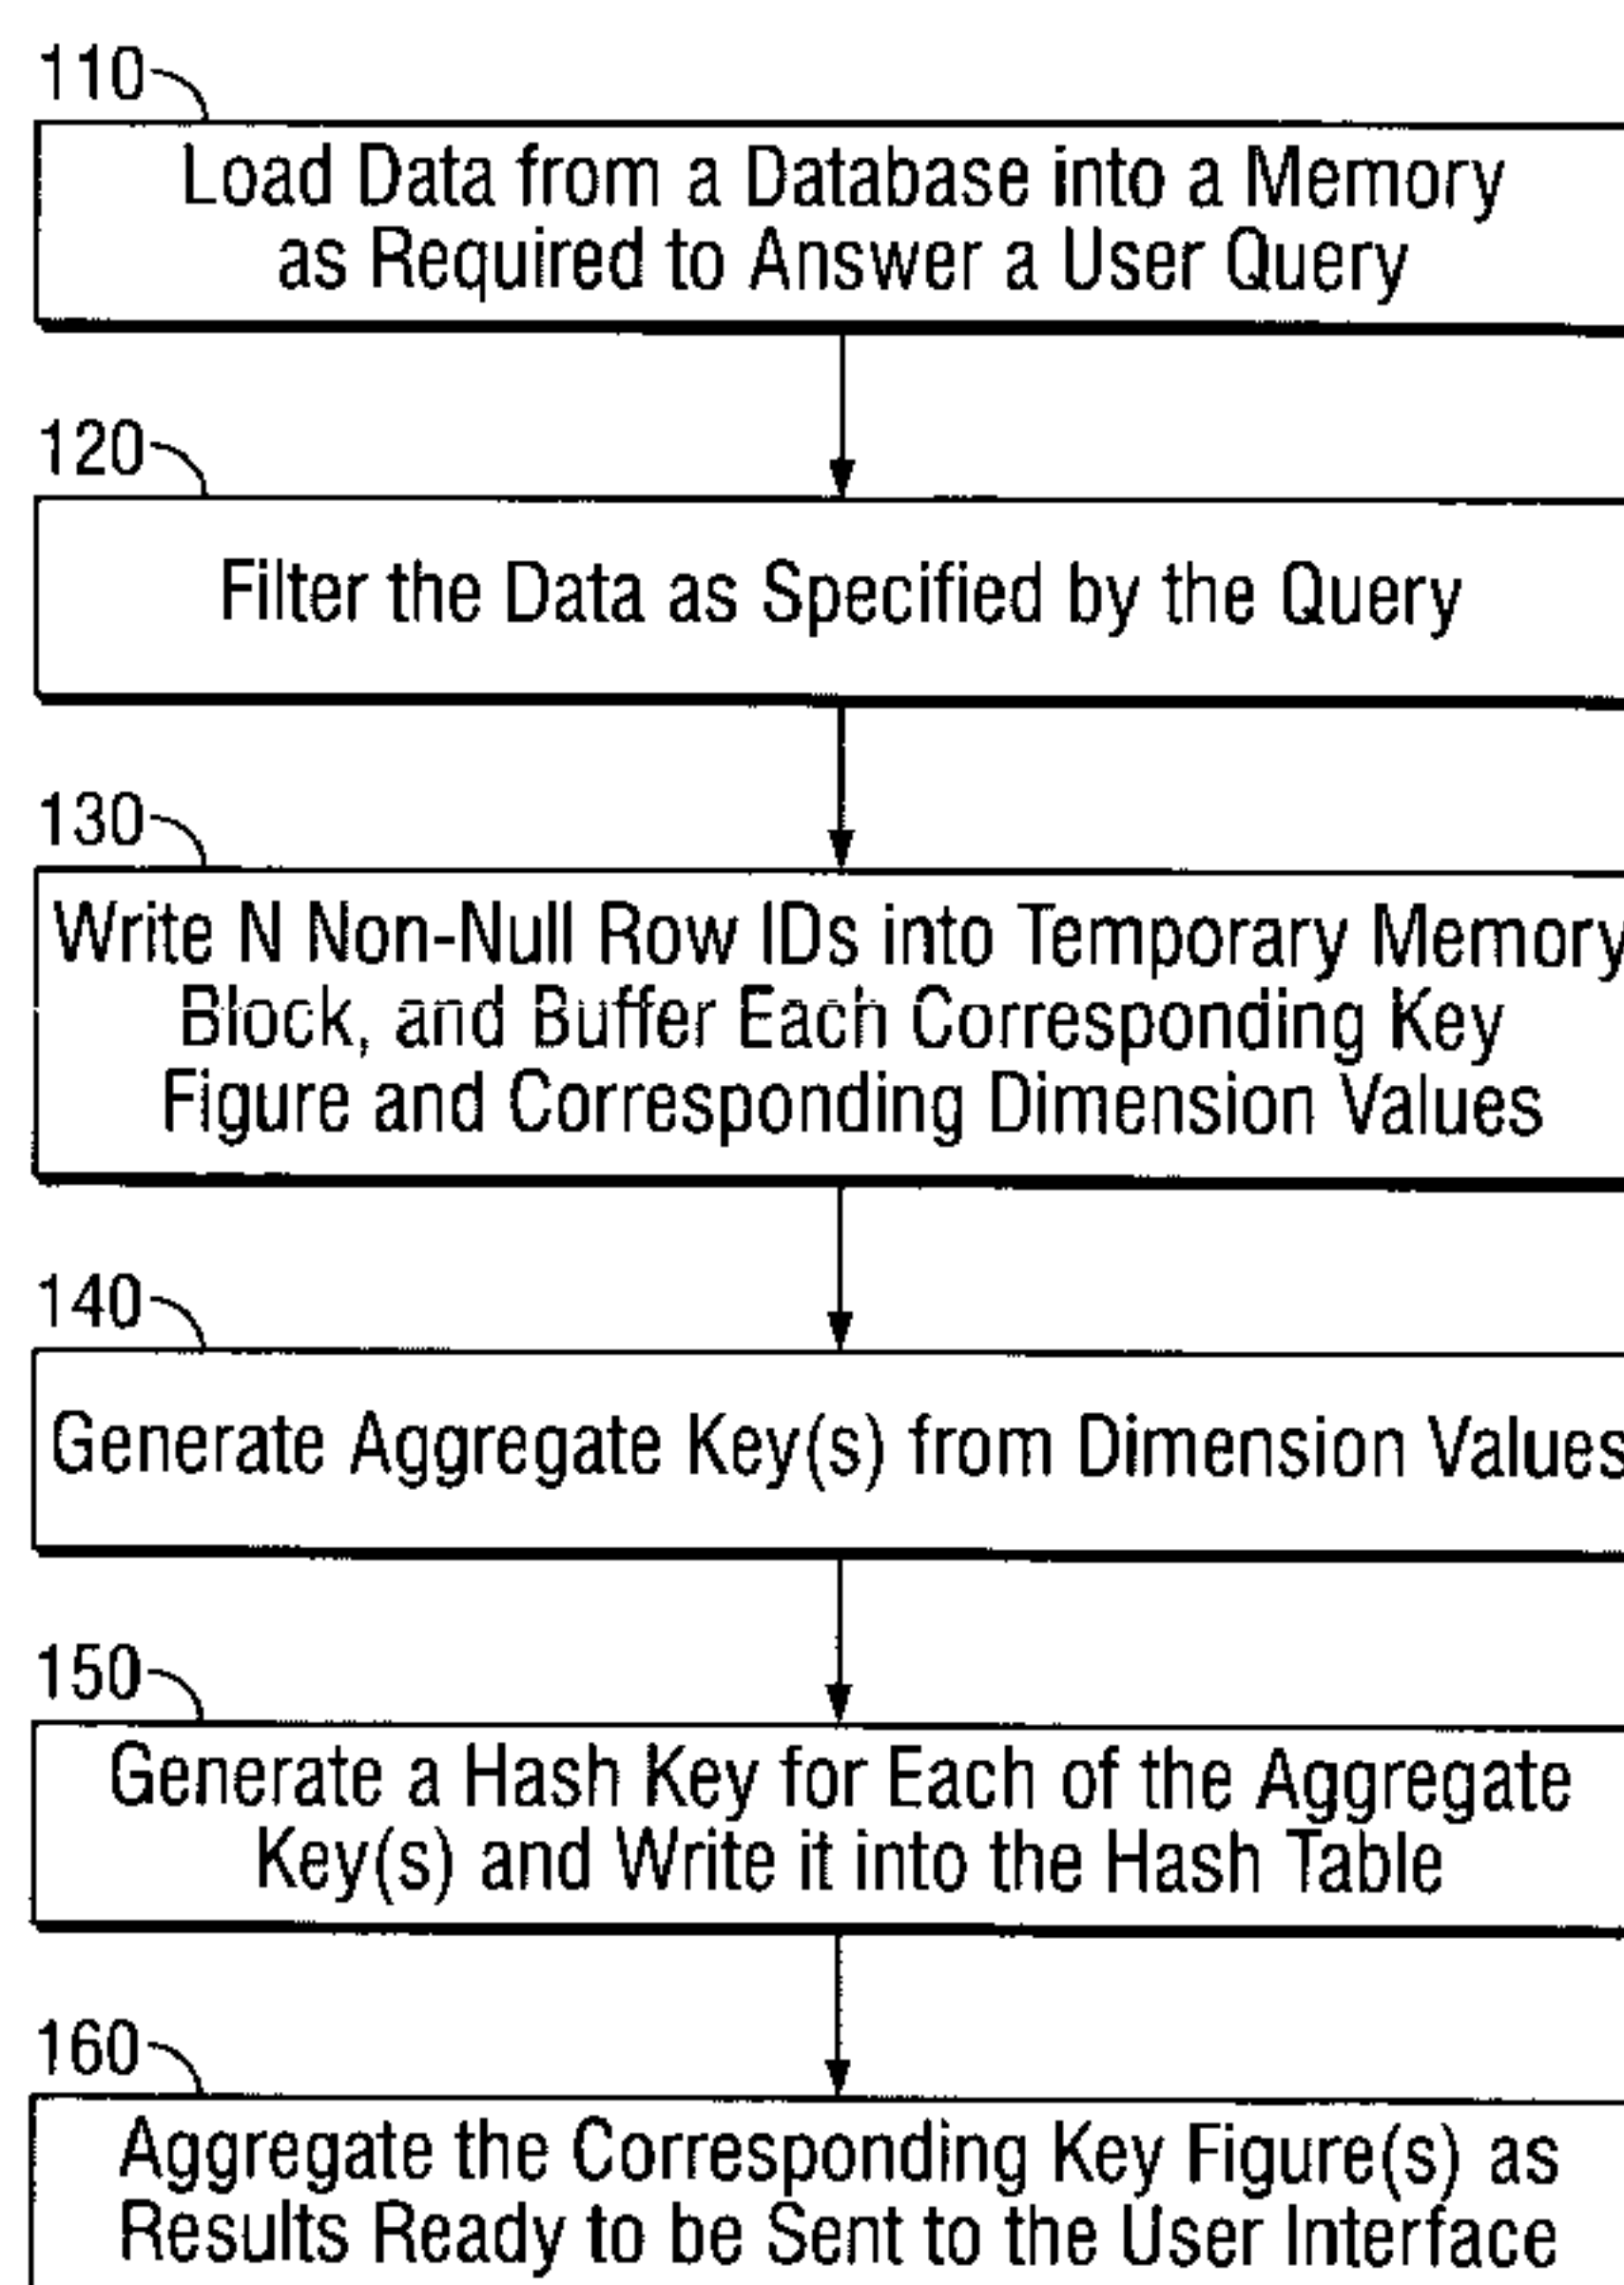 110
Load Data from a Database into a Memory
as Required to Answer a User Query
120
Filter the Data as Specified by the Query
130
Write N Non-Null Row IDs into Temporary Memory
Block, and Buffer Each Corresponding Key
Figure and Corresponding Dimension Values
140
Generate Aggregate Key(s) from Dimension Values
150
Generate a Hash Key for Each of the Aggregate
Key(s) and Write it into the Hash Table
160
Aggregate the Corresponding Key Figure(s) as
Results Ready to be Sent to the User Interface